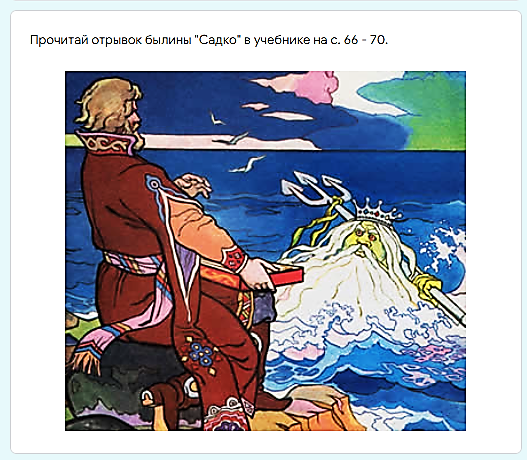 Прочитай отрывок былины "Садко" в учебнике на с. 66 - 70.